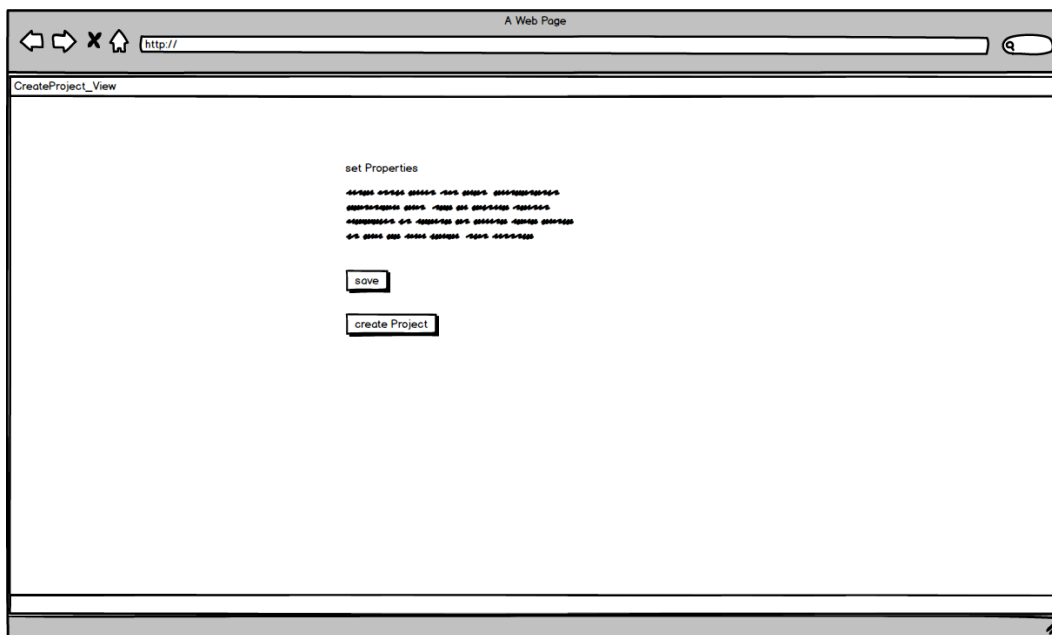 A Web Page
http://
CreateProject_View
set Properties
save
create Project